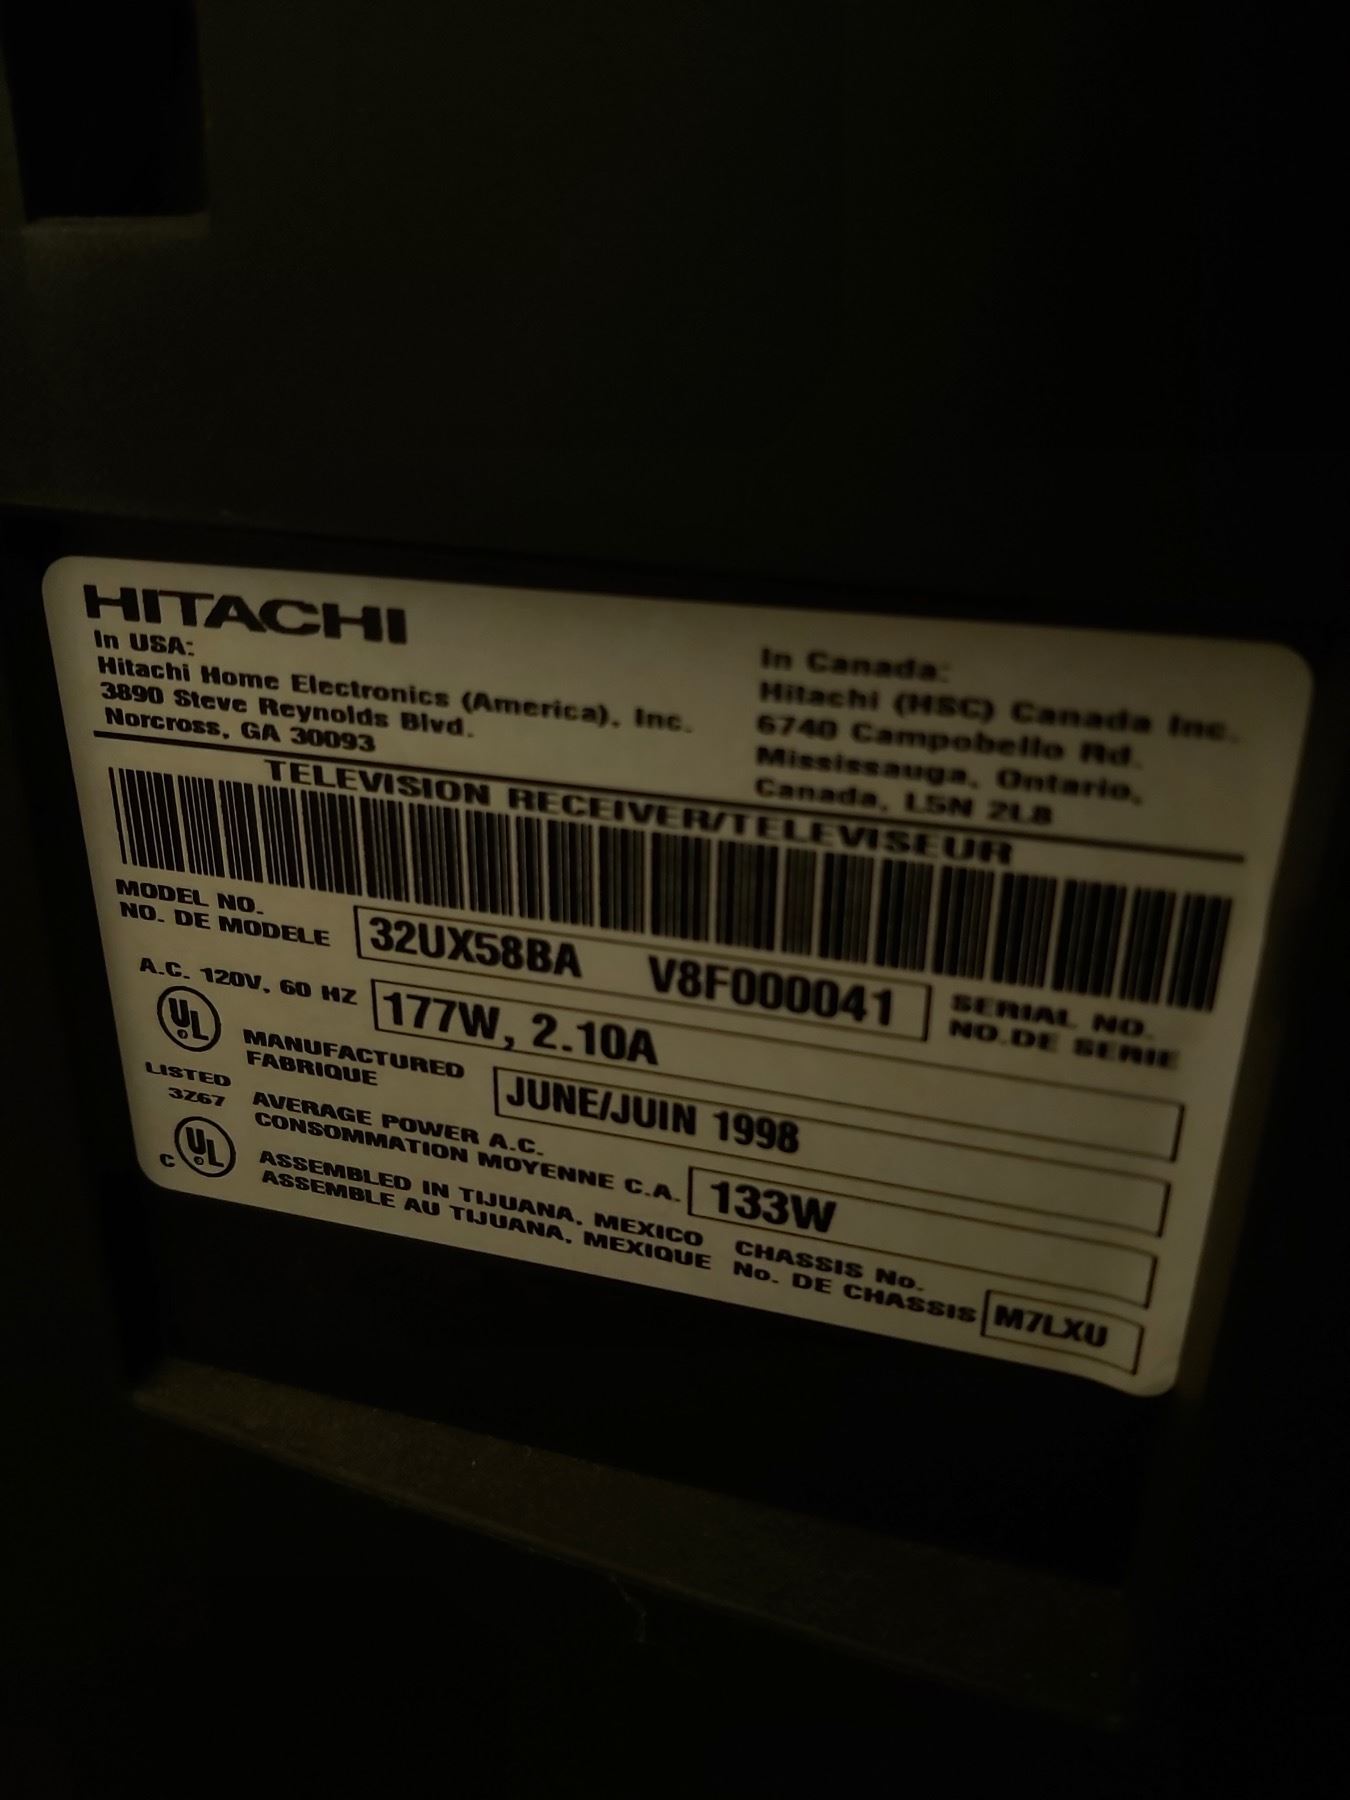 HITACHI
In USA:
Hitachi Home Electronics (America), Inc.
3890 Steve Reynolds Blvd.
Norcross, GA 30093
In Canada:
Hitachi (HSC) Canada Inc.
6740 Campobello Rd.
Mississauga, Ontario,
Canada, L5N 2L8
TELEVISION RECEIVER/TELEVISEUR
MODEL NO.
NO. DE MODELE
32UX58BA V8F000041
SERIAL NO.
NO.DE SERIE
A.C. 120V, 60 HZ
177W, 2.10A
UL
LISTED
3Z67
MANUFACTURED
FABRIQUE
JUNE/JUIN 1998
AVERAGE POWER A.C.
CONSOMMATION MOYENNE C.A.
133W
C UL
ASSEMBLED IN TIJUANA, MEXICO
ASSEMBLE AU TIJUANA, MEXIQUE
CHASSIS No.
No. DE CHASSIS
M7LXU